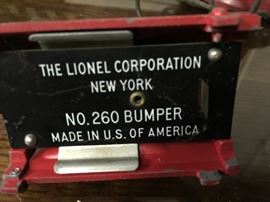 THE LIONEL CORPORATION
NEW YORK
NO. 260 BUMPER
MADE IN U.S. OF AMERICA